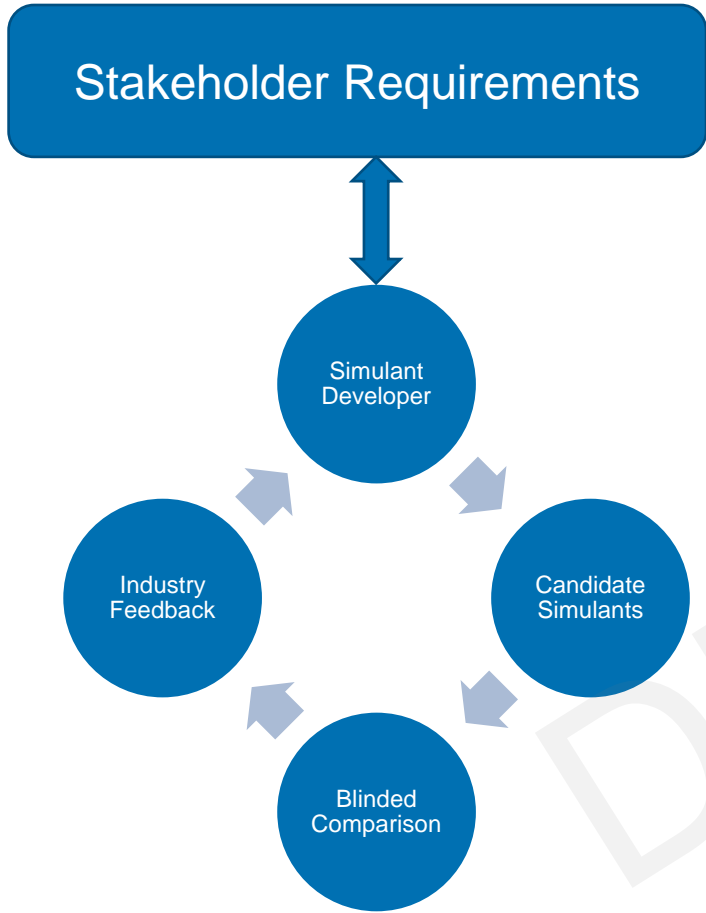 Stakeholder Requirements
Simulant
Developer
Industry
Feedback
Candidate
Simulants
Blinded
Comparison